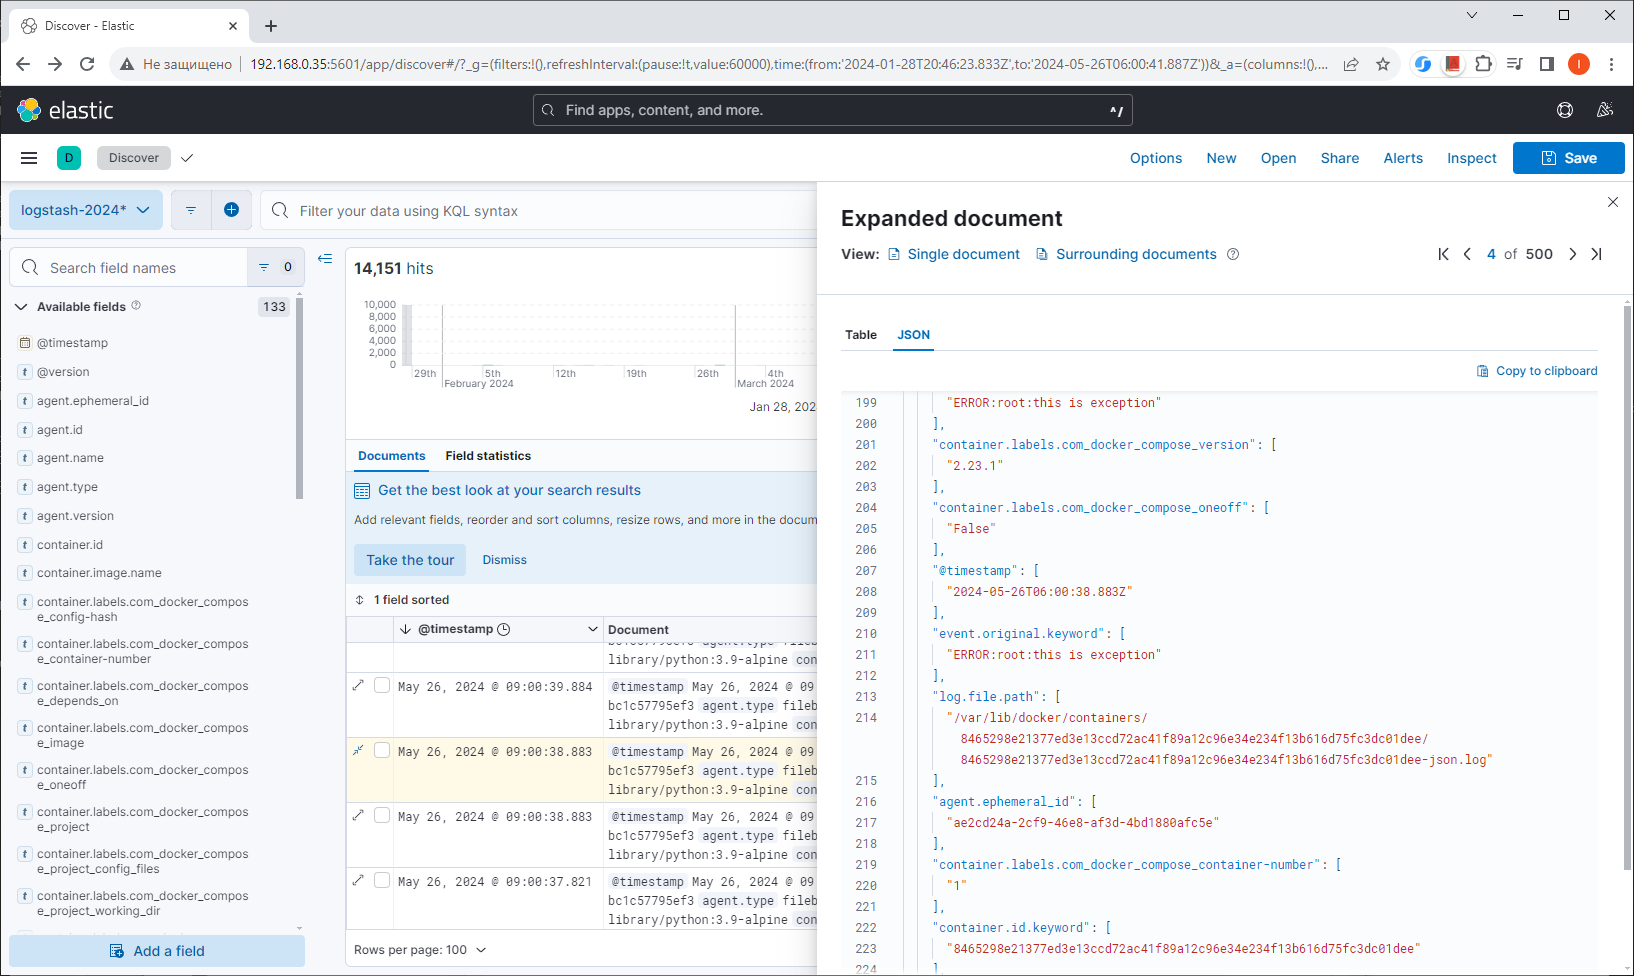 Discover - Elastic
Не защищено
192.168.0.35:5601/app/discover#/?_g=(filters:!(),refreshInterval:(pause:!t,value:60000),time:(from:'2024-01-28T20:46:23.833Z',to:'2024-05-26T06:00:41.887Z'))&_a=(columns:!(),...
I
elastic
Find apps, content, and more.
^/
D
Discover
Options
New
Open
Share
Alerts
Inspect
Save
logstash-2024*
Filter your data using KQL syntax
Search field names
0
Available fields
133
@timestamp
t @version
t agent.ephemeral_id
t agent.id
t agent.name
t agent.type
t agent.version
t container.id
t container.image.name
t container.labels.com_docker_compos
e_config-hash
t container.labels.com_docker_compos
e_container-number
t container.labels.com_docker_compos
e_depends_on
t container.labels.com_docker_compos
e_image
t container.labels.com_docker_compos
e_oneoff
t container.labels.com_docker_compos
e_project
t container.labels.com_docker_compos
e_project_config_files
t container.labels.com_docker_compos
e_project_working_dir
Add a field
14,151 hits
10,000
8,000
6,000
4,000
2,000
0
29th 5th 12th 19th 26th 4th
February 2024 March 2024
Jan 28, 202
Documents
Field statistics
Get the best look at your search results
Add relevant fields, reorder and sort columns, resize rows, and more in the docum
Take the tour
Dismiss
1 field sorted
@timestamp
Document
library/python:3.9-alpine con
May 26, 2024 @ 09:00:39.884
@timestamp May 26, 2024 @ 09
bc1c57795ef3 agent.type fileb
library/python:3.9-alpine con
May 26, 2024 @ 09:00:38.883
@timestamp May 26, 2024 @ 09
bc1c57795ef3 agent.type fileb
library/python:3.9-alpine con
May 26, 2024 @ 09:00:38.883
@timestamp May 26, 2024 @ 09
bc1c57795ef3 agent.type fileb
library/python:3.9-alpine con
May 26, 2024 @ 09:00:37.821
@timestamp May 26, 2024 @ 09
bc1c57795ef3 agent.type fileb
library/python:3.9-alpine con
Rows per page: 100
Expanded document
View: Single document Surrounding documents
4 of 500
Table
JSON
Copy to clipboard
199 "ERROR:root:this is exception"
200 ],
201 "container.labels.com_docker_compose_version": [
202 "2.23.1"
203 ],
204 "container.labels.com_docker_compose_oneoff": [
205 "False"
206 ],
207 "@timestamp": [
208 "2024-05-26T06:00:38.883Z"
209 ],
210 "event.original.keyword": [
211 "ERROR:root:this is exception"
212 ],
213 "log.file.path": [
214 "/var/lib/docker/containers/
8465298e21377ed3e13ccd72ac41f89a12c96e34e234f13b616d75fc3dc01dee/
8465298e21377ed3e13ccd72ac41f89a12c96e34e234f13b616d75fc3dc01dee-json.log"
215 ],
216 "agent.ephemeral_id": [
217 "ae2cd24a-2cf9-46e8-af3d-4bd1880afc5e"
218 ],
219 "container.labels.com_docker_compose_container-number": [
220 "1"
221 ],
222 "container.id.keyword": [
223 "8465298e21377ed3e13ccd72ac41f89a12c96e34e234f13b616d75fc3dc01dee"
224 ],